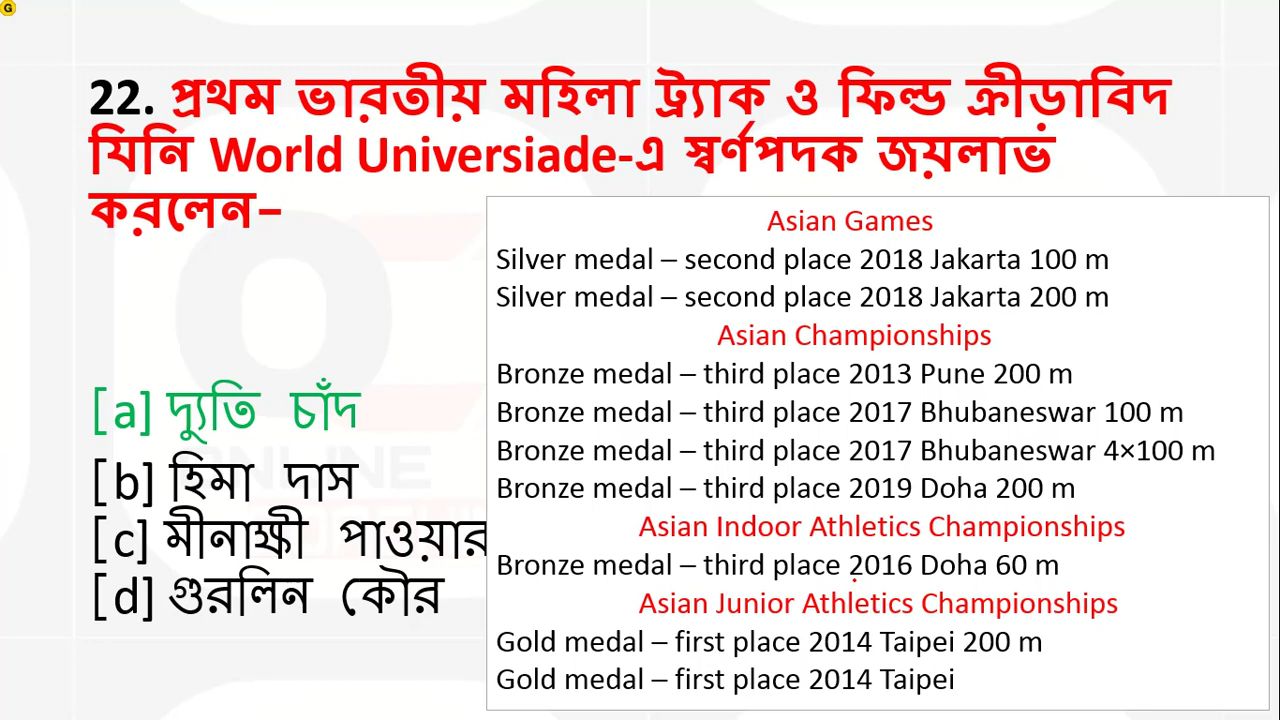 G
22. প্রথম ভারতীয় মহিলা ট্র্যাক ও ফিল্ড ক্রীড়াবিদ
যিনি World Universiade-এ স্বর্ণপদক জয়লাভ
করলেন–
[a] দ্যুতি চাঁদ
[b] হিমা দাস
[c] মীনাক্ষী পাওয়ার
[d] গুরলিন কৌর
Asian Games
Silver medal – second place 2018 Jakarta 100 m
Silver medal – second place 2018 Jakarta 200 m
Asian Championships
Bronze medal – third place 2013 Pune 200 m
Bronze medal – third place 2017 Bhubaneswar 100 m
Bronze medal – third place 2017 Bhubaneswar 4×100 m
Bronze medal – third place 2019 Doha 200 m
Asian Indoor Athletics Championships
Bronze medal – third place 2016 Doha 60 m
Asian Junior Athletics Championships
Gold medal – first place 2014 Taipei 200 m
Gold medal – first place 2014 Taipei